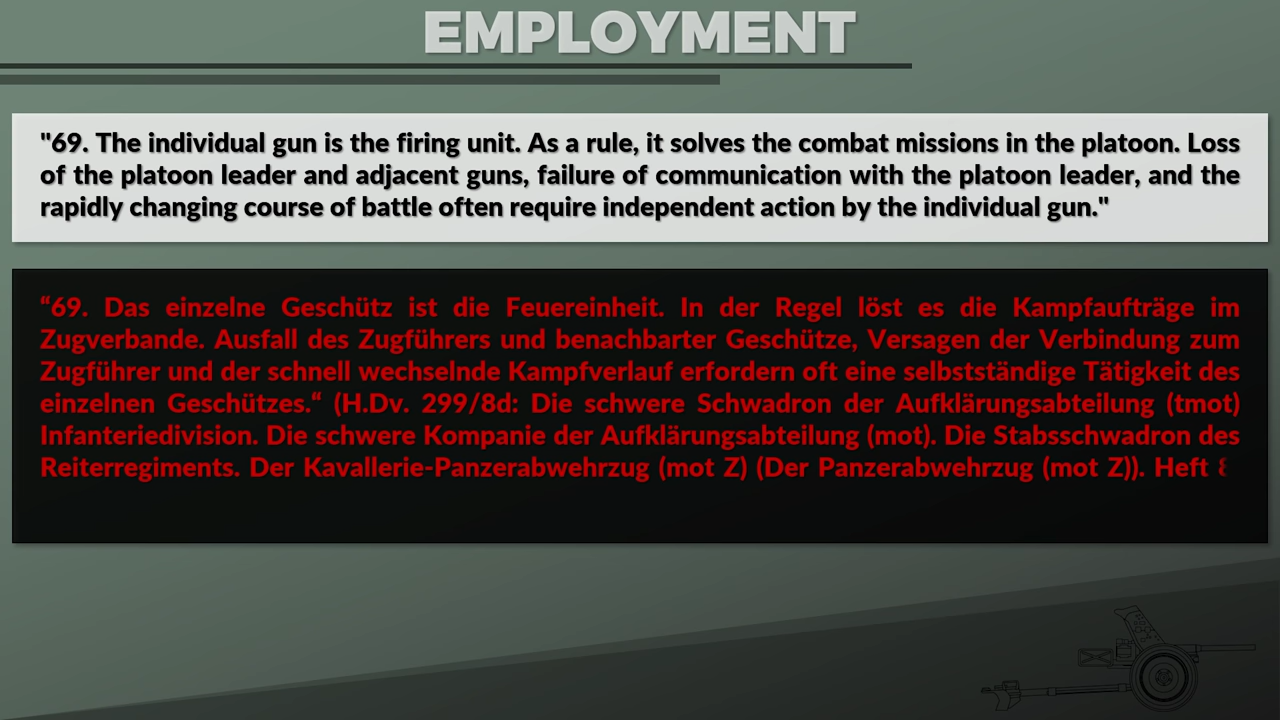 EMPLOYMENT
"69. The individual gun is the firing unit. As a rule, it solves the combat missions in the platoon. Loss
of the platoon leader and adjacent guns, failure of communication with the platoon leader, and the
rapidly changing course of battle often require independent action by the individual gun."
“69. Das einzelne Geschütz ist die Feuereinheit. In der Regel löst es die Kampfaufträge im
Zugverbande. Ausfall des Zugführers und benachbarter Geschütze, Versagen der Verbindung zum
Zugführer und der schnell wechselnde Kampfverlauf erfordern oft eine selbstständige Tätigkeit des
einzelnen Geschützes.“ (H.Dv. 299/8d: Die schwere Schwadron der Aufklärungsabteilung (tmot)
Infanteriedivision. Die schwere Kompanie der Aufklärungsabteilung (mot). Die Stabsschwadron des
Reiterregiments. Der Kavallerie-Panzerabwehrzug (mot Z) (Der Panzerabwehrzug (mot Z)). Heft